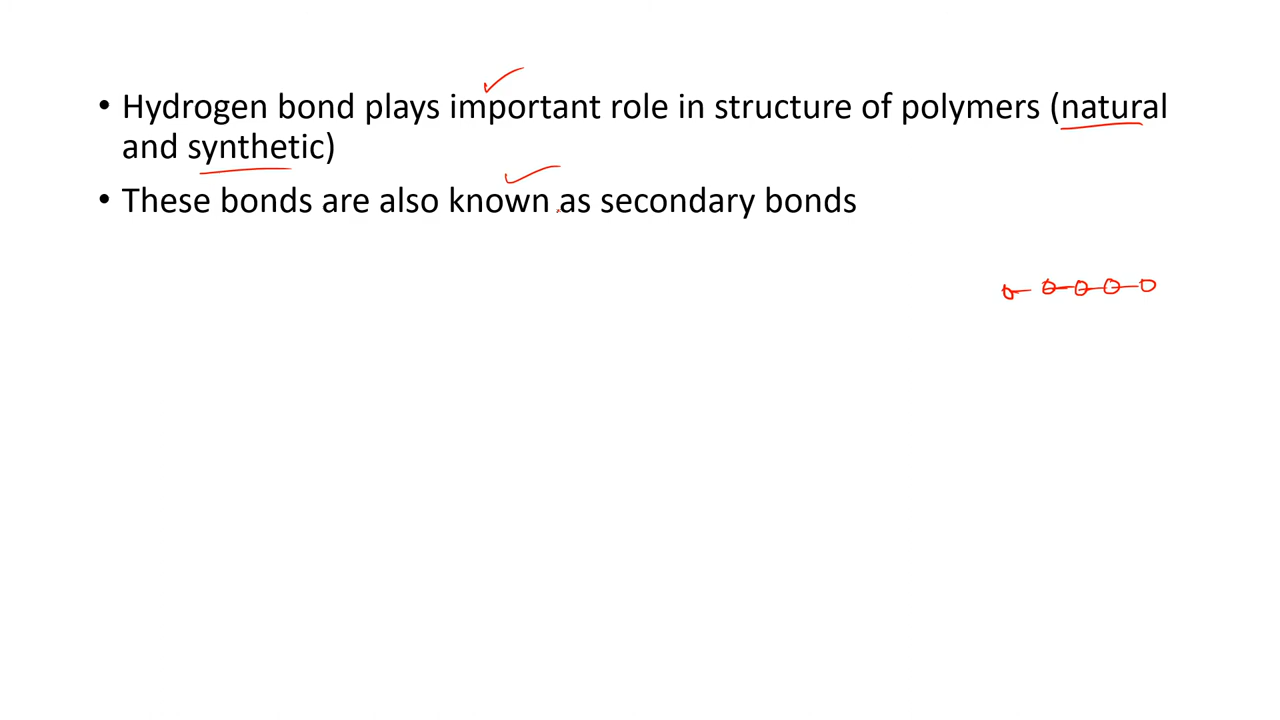 • Hydrogen bond plays important role in structure of polymers (natural
and synthetic)
• These bonds are also known as secondary bonds